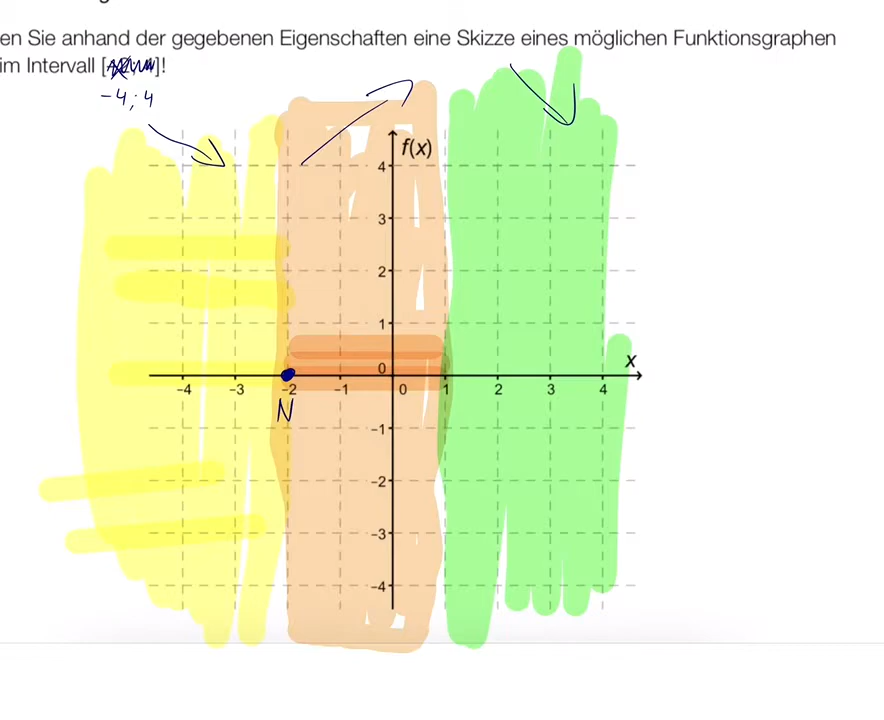 en Sie anhand der gegebenen Eigenschaften eine Skizze eines möglichen Funktionsgraphen
im Intervall []!
-4; 4
f(x)
4
3
2
1
0
x
-4 -3 -2 -1 0 1 2 3 4
N
-1
-2
-3
-4